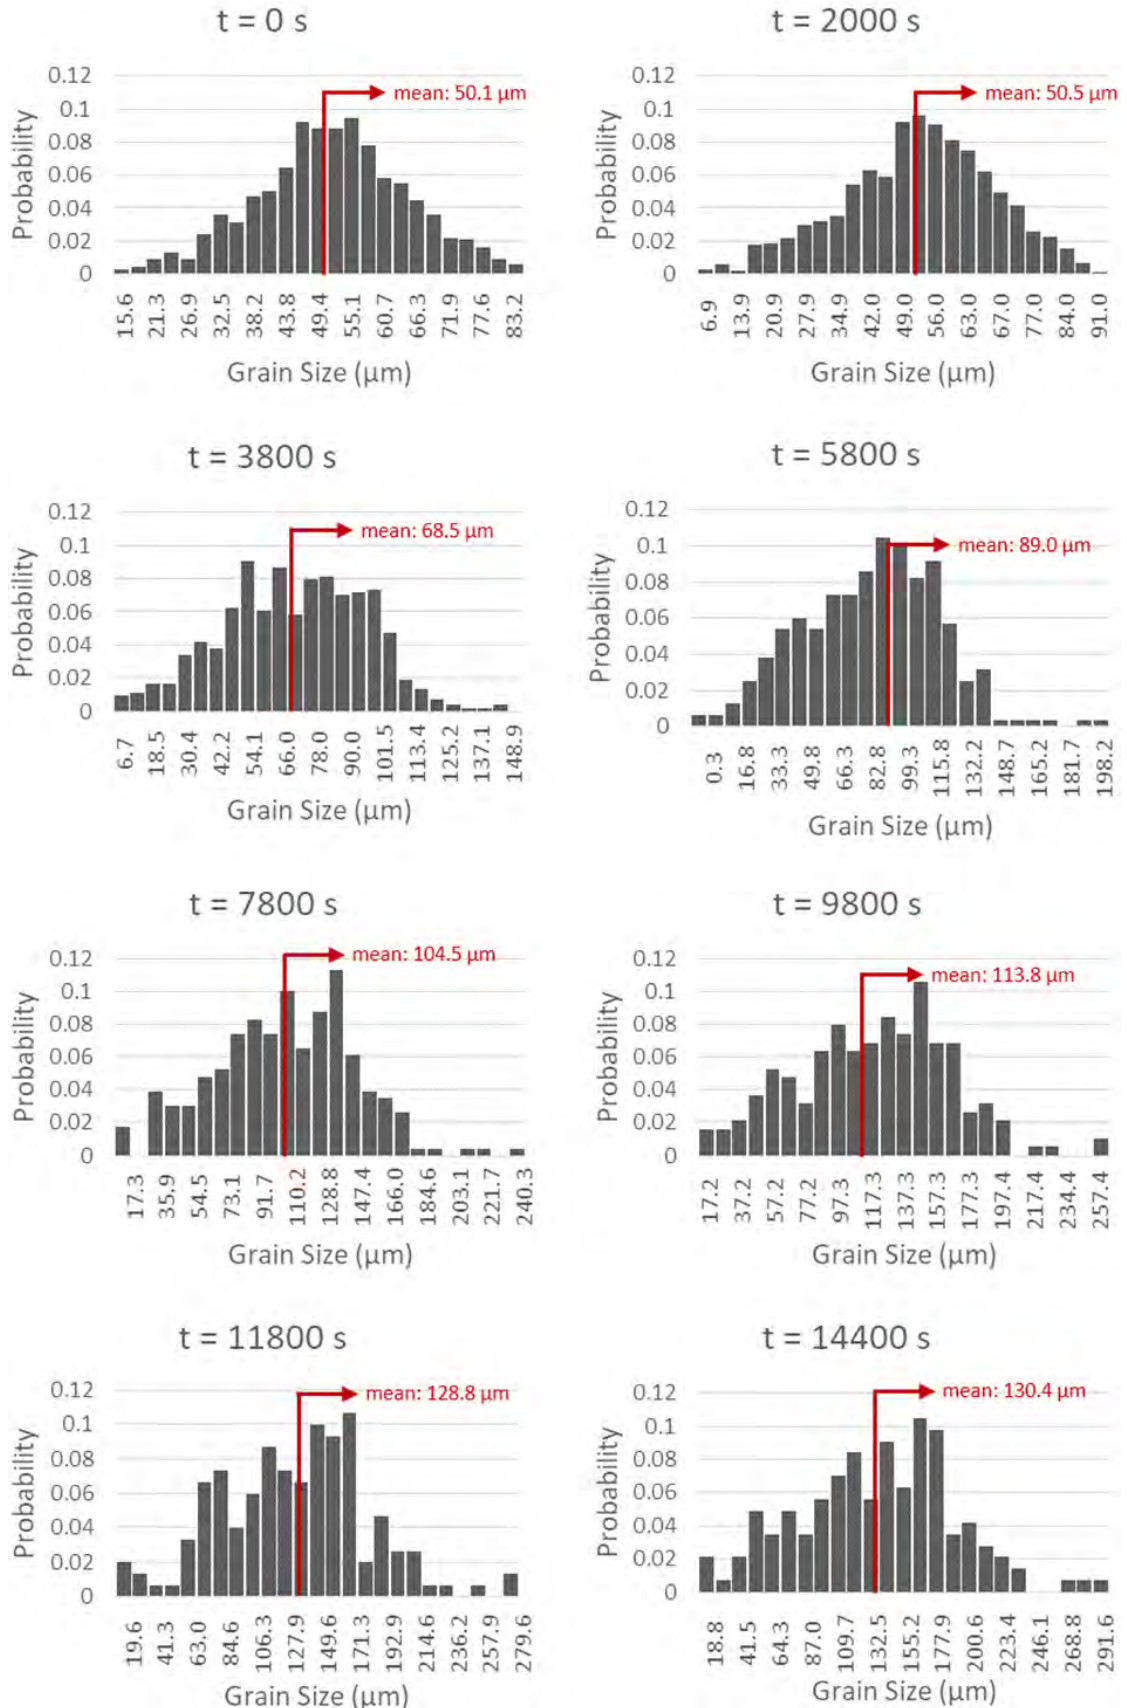 t = 0 s
0.12
0.1
0.08
0.06
0.04
0.02
0
Probability
mean: 50.1 µm
15.6 21.3 26.9 32.5 38.2 43.8 49.4 55.1 60.7 66.3 71.9 77.6 83.2
Grain Size (µm)
t = 2000 s
0.12
0.1
0.08
0.06
0.04
0.02
0
Probability
mean: 50.5 µm
6.9 13.9 20.9 27.9 34.9 42.0 49.0 56.0 63.0 67.0 77.0 84.0 91.0
Grain Size (µm)
t = 3800 s
0.12
0.1
0.08
0.06
0.04
0.02
0
Probability
mean: 68.5 µm
6.7 18.5 30.4 42.2 54.1 66.0 78.0 90.0 101.5 113.4 125.2 137.1 148.9
Grain Size (µm)
t = 5800 s
0.12
0.1
0.08
0.06
0.04
0.02
0
Probability
mean: 89.0 µm
0.3 16.8 33.3 49.8 66.3 82.8 99.3 115.8 132.2 148.7 165.2 181.7 198.2
Grain Size (µm)
t = 7800 s
0.12
0.1
0.08
0.06
0.04
0.02
0
Probability
mean: 104.5 µm
17.3 35.9 54.5 73.1 91.7 110.2 128.8 147.4 166.0 184.6 203.1 221.7 240.3
Grain Size (µm)
t = 9800 s
0.12
0.1
0.08
0.06
0.04
0.02
0
Probability
mean: 113.8 µm
17.2 37.2 57.2 77.2 97.3 117.3 137.3 157.3 177.3 197.4 217.4 234.4 257.4
Grain Size (µm)
t = 11800 s
0.12
0.1
0.08
0.06
0.04
0.02
0
Probability
mean: 128.8 µm
19.6 41.3 63.0 84.6 106.3 127.9 149.6 171.3 192.9 214.6 236.2 257.9 279.6
Grain Size (µm)
t = 14400 s
0.12
0.1
0.08
0.06
0.04
0.02
0
Probability
mean: 130.4 µm
18.8 41.5 64.3 87.0 109.7 132.5 155.2 177.9 200.6 223.4 246.1 268.8 291.6
Grain Size (µm)